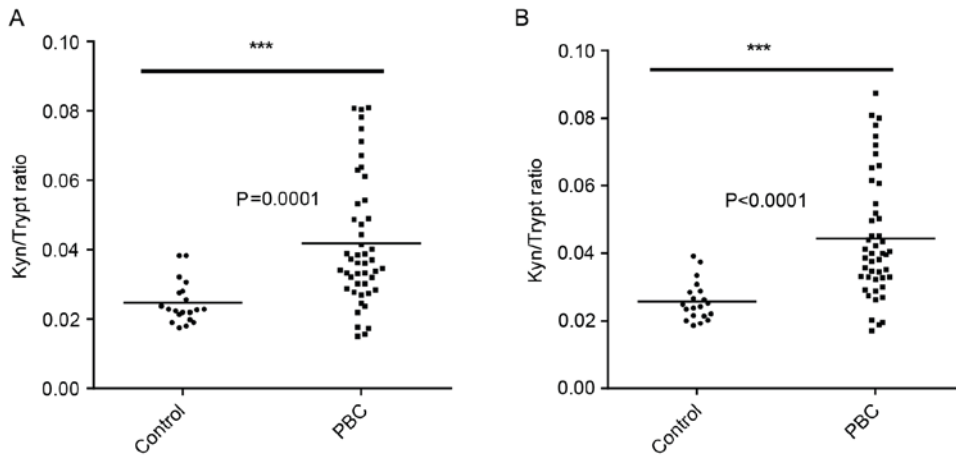 A
Kyn/Trypt ratio
0.10
0.08
0.06
0.04
0.02
0.00
***
P=0.0001
Control
PBC
B
Kyn/Trypt ratio
0.10
0.08
0.06
0.04
0.02
0.00
***
P<0.0001
Control
PBC